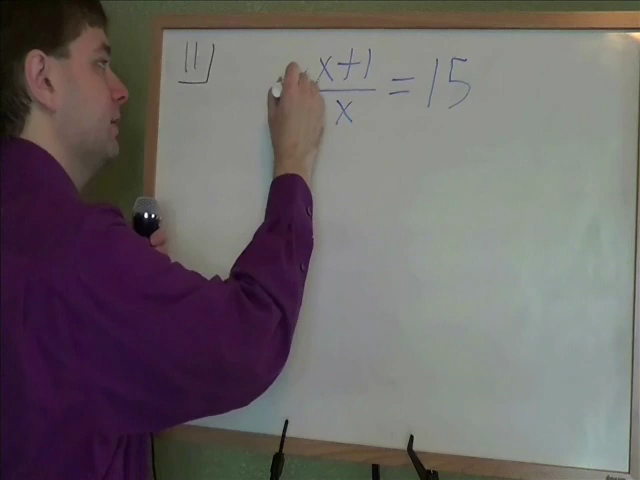 11
x+1
/x = 15